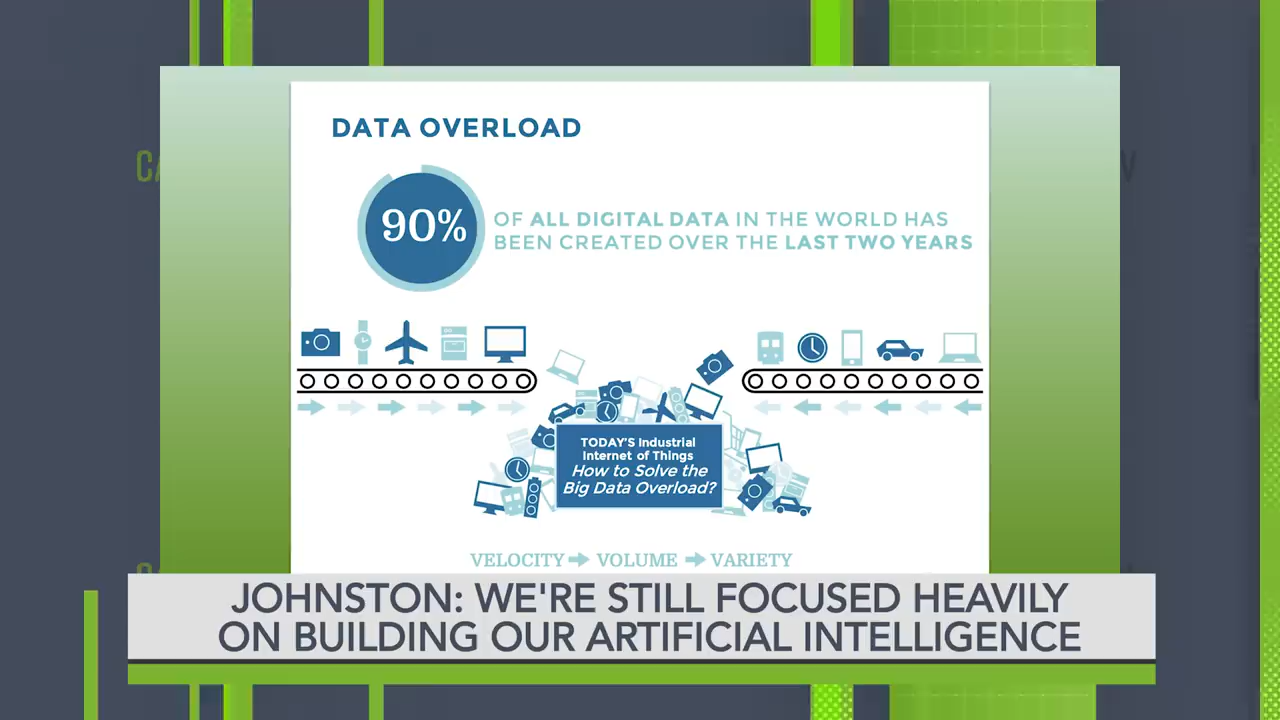 DATA OVERLOAD
90%
OF ALL DIGITAL DATA IN THE WORLD HAS
BEEN CREATED OVER THE LAST TWO YEARS
TODAY'S Industrial
Internet of Things
How to Solve the
Big Data Overload?
VELOCITY VOLUME VARIETY
JOHNSTON: WE'RE STILL FOCUSED HEAVILY
ON BUILDING OUR ARTIFICIAL INTELLIGENCE